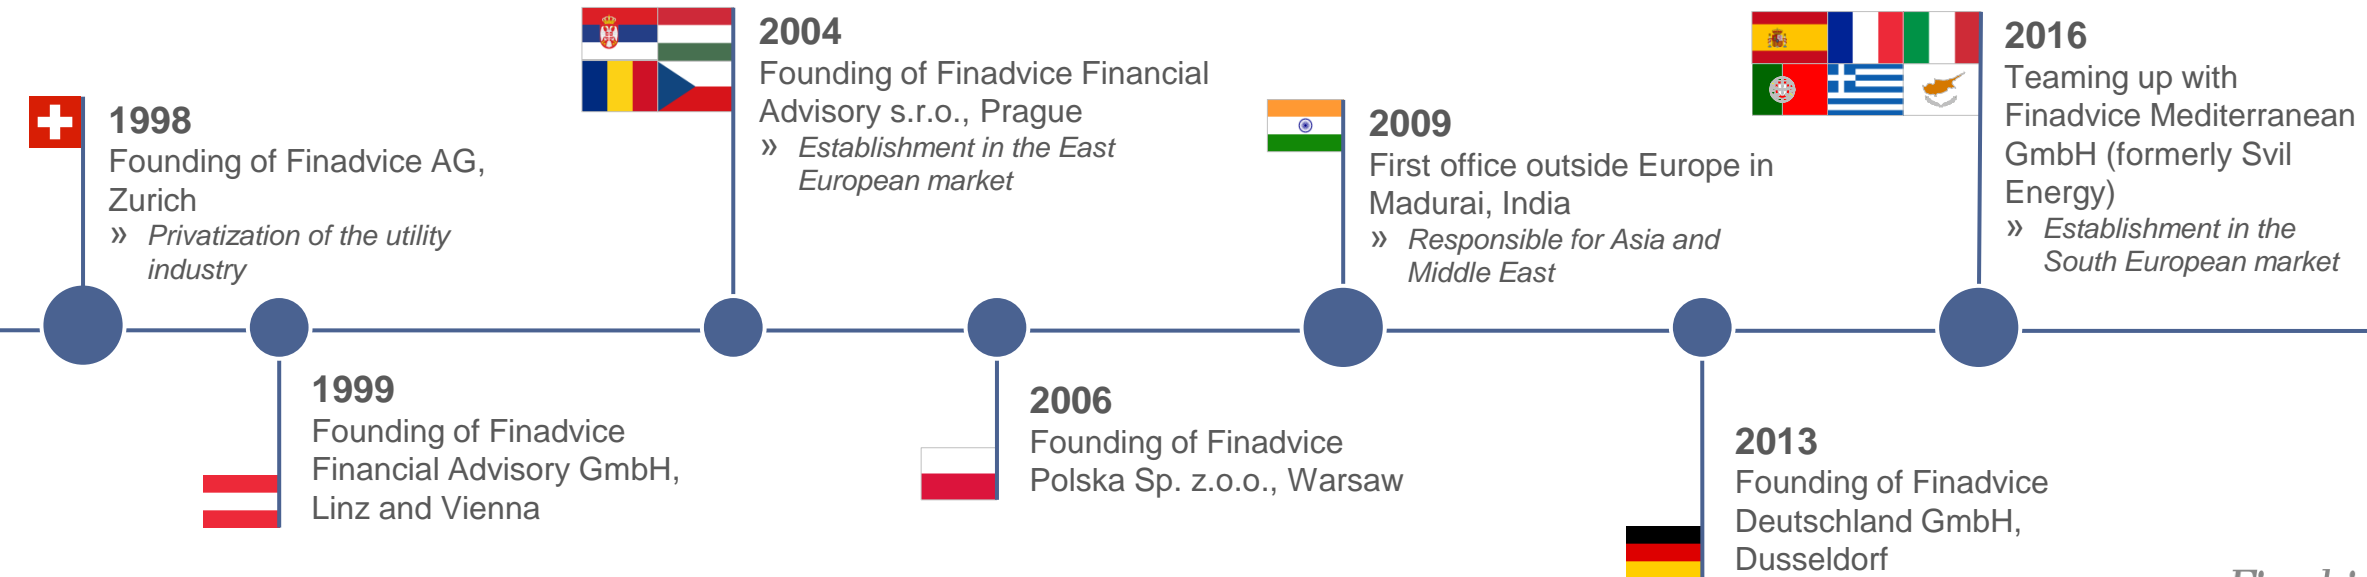 1998
Founding of Finadvice AG,
Zurich
» Privatization of the utility
industry
1999
Founding of Finadvice
Financial Advisory GmbH,
Linz and Vienna
2004
Founding of Finadvice Financial
Advisory s.r.o., Prague
» Establishment in the East
European market
2006
Founding of Finadvice
Polska Sp. z.o.o., Warsaw
2009
First office outside Europe in
Madurai, India
» Responsible for Asia and
Middle East
2013
Founding of Finadvice
Deutschland GmbH,
Dusseldorf
2016
Teaming up with
Finadvice Mediterranean
GmbH (formerly Svil
Energy)
» Establishment in the
South European market